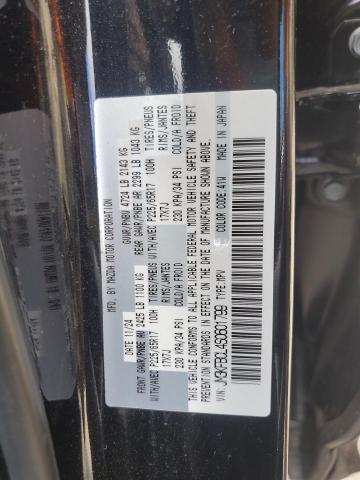 MFD. BY MAZDA MOTOR CORPORATION
DATE: 11/24 GVWR/PNBV 4724 LB 2143 KG
FRONT GAWR/PNBE AV 2425 LB 1100 KG REAR GAWR/PNBE AR 2299 LB 1043 KG
WITH/AVEC P225/65R17 100H TIRES/PNEUS WITH/AVEC P225/65R17 100H TIRES/PNEUS
17X7J RIMS/JANTES 17X7J RIMS/JANTES
230 KPA/34 PSI COLD/A FROID 230 KPA/34 PSI COLD/A FROID
THIS VEHICLE CONFORMS TO ALL APPLICABLE FEDERAL MOTOR VEHICLE SAFETY AND THEFT PREVENTION
STANDARDS IN EFFECT ON THE DATE OF MANUFACTURE SHOWN ABOVE.
VIN: JM3KFBCL4S0601799 TYPE: MPV COLOR CODE: 41W MADE IN JAPAN